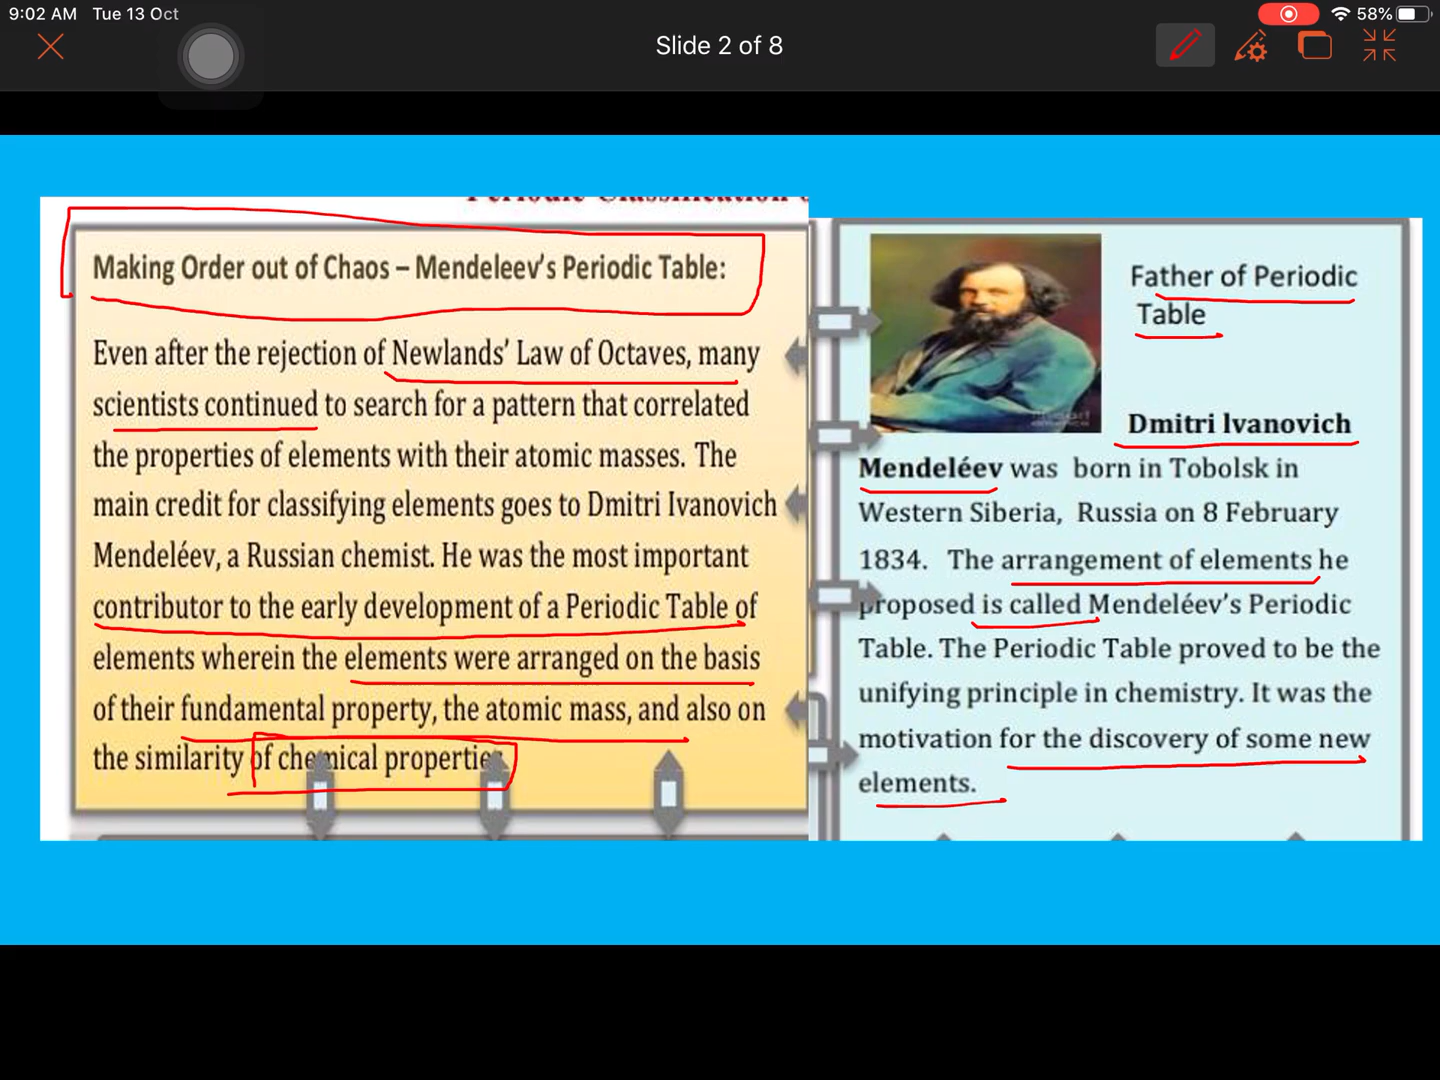 9:02 AM Tue 13 Oct
58%
Slide 2 of 8
Periodic Classification
Making Order out of Chaos – Mendeleev's Periodic Table:
Even after the rejection of Newlands' Law of Octaves, many
scientists continued to search for a pattern that correlated
the properties of elements with their atomic masses. The
main credit for classifying elements goes to Dmitri Ivanovich
Mendeléev, a Russian chemist. He was the most important
contributor to the early development of a Periodic Table of
elements wherein the elements were arranged on the basis
of their fundamental property, the atomic mass, and also on
the similarity of chemical properties
Father of Periodic
Table
Dmitri Ivanovich
Mendeléev was born in Tobolsk in
Western Siberia, Russia on 8 February
1834. The arrangement of elements he
proposed is called Mendeléev's Periodic
Table. The Periodic Table proved to be the
unifying principle in chemistry. It was the
motivation for the discovery of some new
elements.